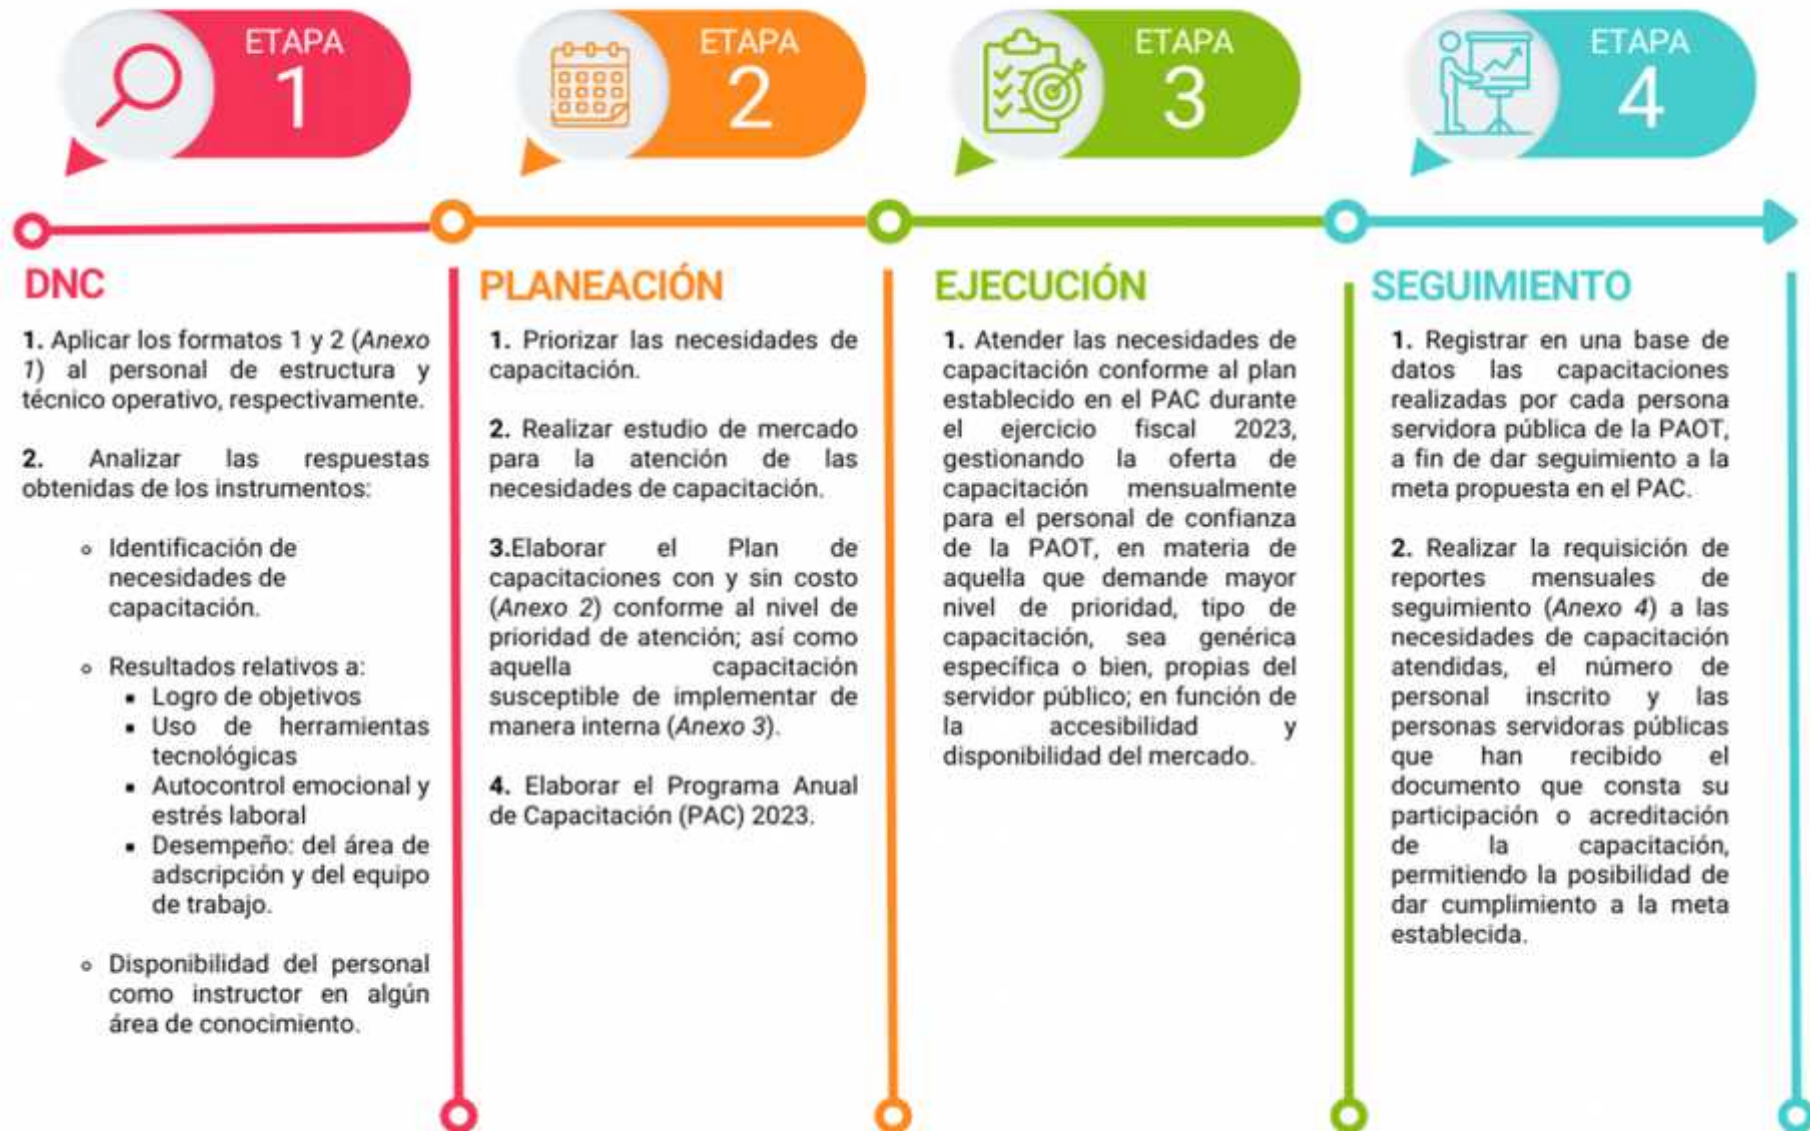 ETAPA
1
DNC
1. Aplicar los formatos 1 y 2 (Anexo
1) al personal de estructura y
técnico operativo, respectivamente.
2. Analizar las respuestas
obtenidas de los instrumentos:
Identificación de
necesidades de
capacitación.
Resultados relativos a:
Logro de objetivos
Uso de herramientas
tecnológicas
Autocontrol emocional y
estrés laboral
Desempeño: del área de
adscripción y del equipo
de trabajo.
Disponibilidad del personal
como instructor en algún
área de conocimiento.
ETAPA
2
PLANEACIÓN
1. Priorizar las necesidades de
capacitación.
2. Realizar estudio de mercado
para la atención de las
necesidades de capacitación.
3.Elaborar el Plan de
capacitaciones con y sin costo
(Anexo 2) conforme al nivel de
prioridad de atención; así como
aquella capacitación
susceptible de implementar de
manera interna (Anexo 3).
4. Elaborar el Programa Anual
de Capacitación (PAC) 2023.
ETAPA
3
EJECUCIÓN
1. Atender las necesidades de
capacitación conforme al plan
establecido en el PAC durante
el ejercicio fiscal 2023,
gestionando la oferta de
capacitación mensualmente
para el personal de confianza
de la PAOT, en materia de
aquella que demande mayor
nivel de prioridad, tipo de
capacitación, sea genérica
específica o bien, propias del
servidor público; en función de
la accesibilidad y
disponibilidad del mercado.
ETAPA
4
SEGUIMIENTO
1. Registrar en una base de
datos las capacitaciones
realizadas por cada persona
servidora pública de la PAOT,
a fin de dar seguimiento a la
meta propuesta en el PAC.
2. Realizar la requisición de
reportes mensuales de
seguimiento (Anexo 4) a las
necesidades de capacitación
atendidas, el número de
personal inscrito y las
personas servidoras públicas
que han recibido el
documento que consta su
participación o acreditación
de la capacitación,
permitiendo la posibilidad de
dar cumplimiento a la meta
establecida.